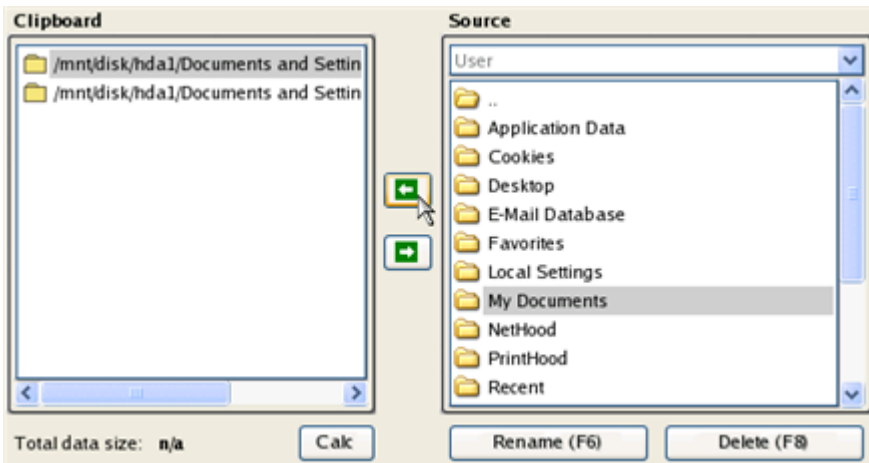 Clipboard
/mnt/disk/hda1/Documents and Settin
/mnt/disk/hda1/Documents and Settin
Total data size: n/a
Calc
Source
User
..
Application Data
Cookies
Desktop
E-Mail Database
Favorites
Local Settings
My Documents
NetHood
PrintHood
Recent
Rename (F6)
Delete (F8)